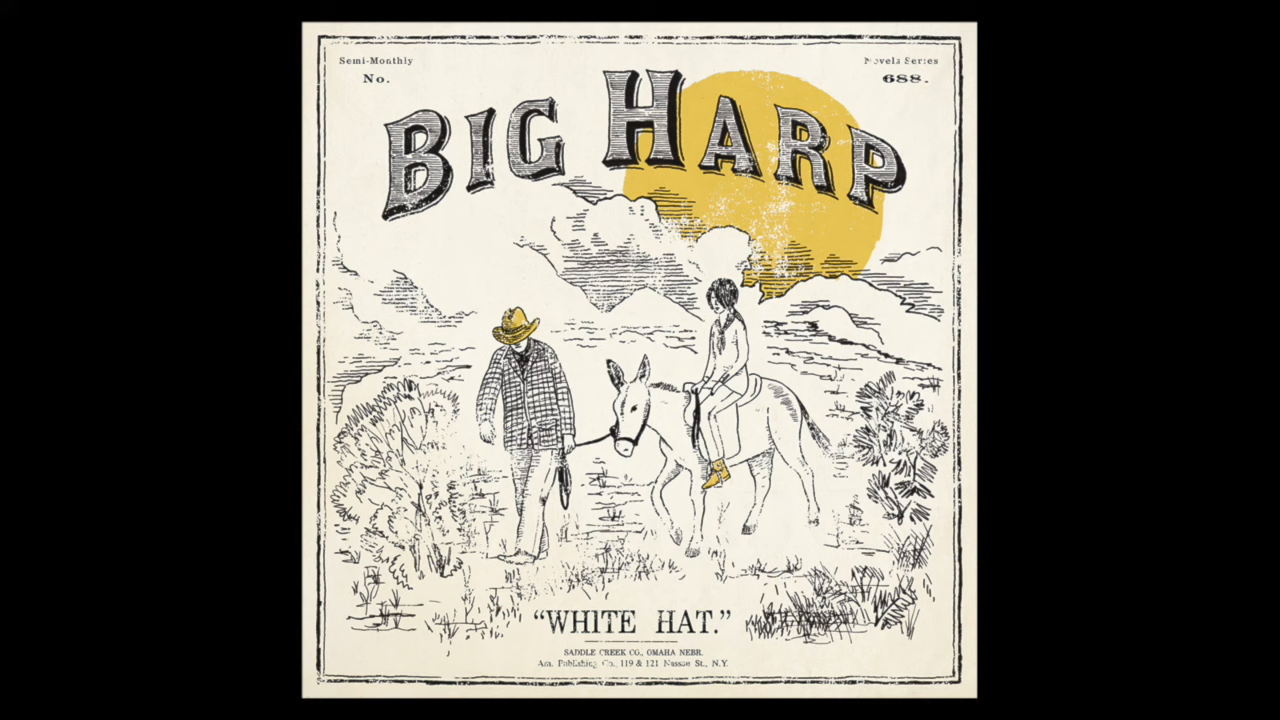 Semi-Monthly
No.
Novels Series
688.
BIG HARP
“WHITE HAT.”
SADDLE CREEK CO., OMAHA NEBR.
Am. Publishing Co., 119 & 121 Nassau St., N.Y.